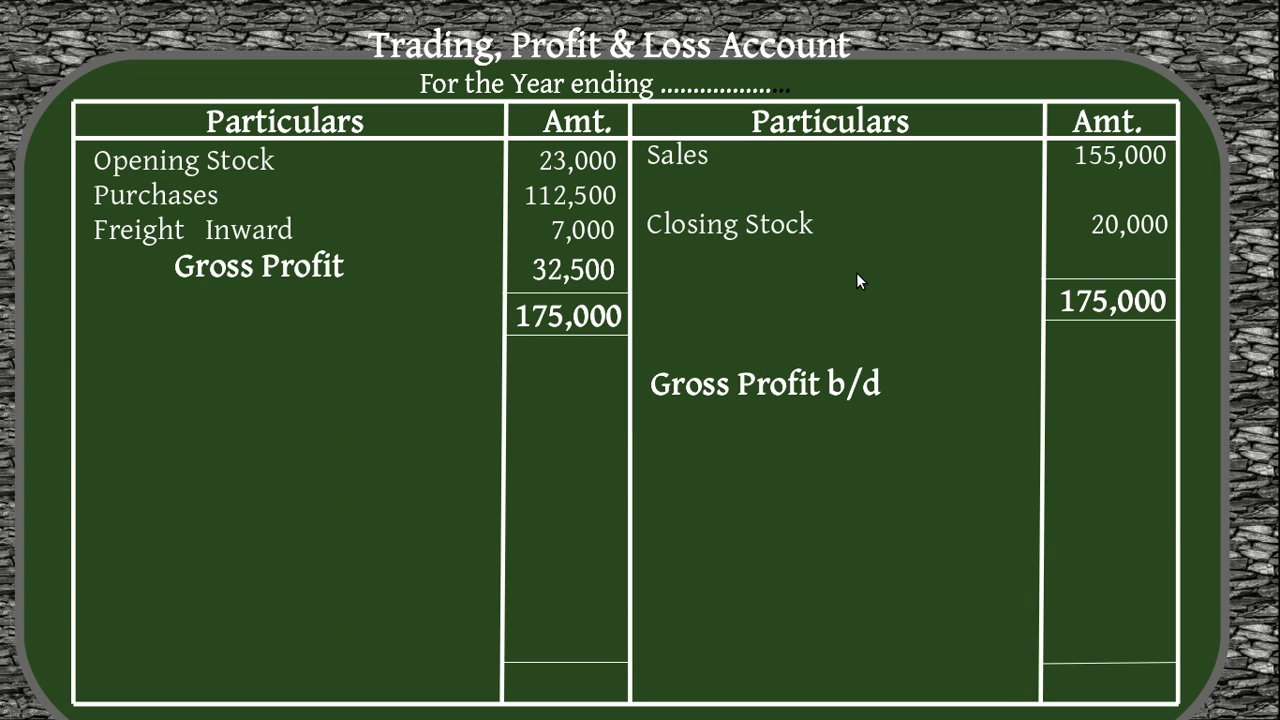 Trading, Profit & Loss Account
For the Year ending ....................
Particulars Amt. Particulars Amt.
Opening Stock 23,000 Sales 155,000
Purchases 112,500
Freight Inward 7,000 Closing Stock 20,000
Gross Profit 32,500
175,000 175,000
Gross Profit b/d